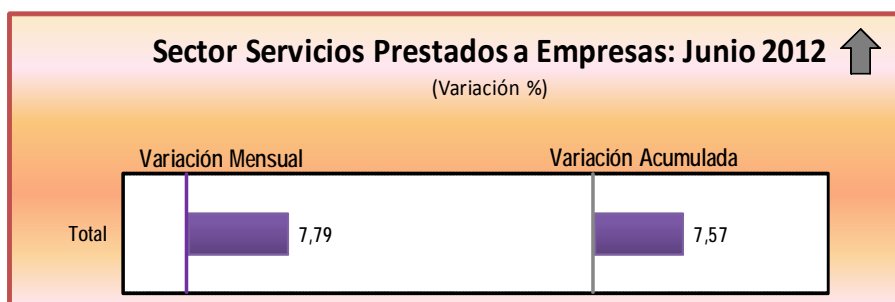 Sector Servicios Prestados a Empresas: Junio 2012
(Variación %)
Variación Mensual Variación Acumulada
Total 7,79 7,57